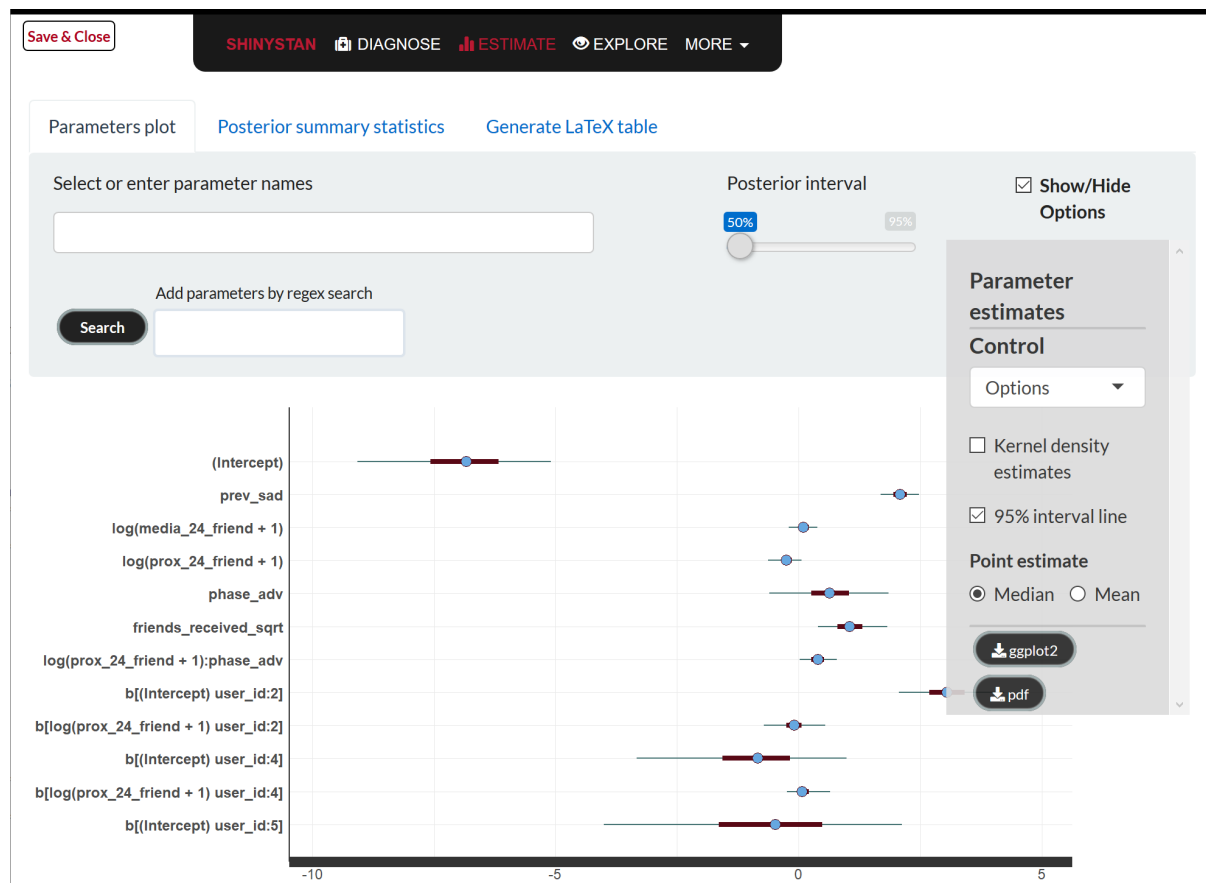 Save & Close
SHINYSTAN DIAGNOSE ESTIMATE EXPLORE MORE
Parameters plot Posterior summary statistics Generate LaTeX table
Select or enter parameter names
Posterior interval
50% 95%
Show/Hide
Options
Add parameters by regex search
Search
Parameter
estimates
Control
Options
Kernel density
estimates
95% interval line
Point estimate
Median Mean
ggplot2
pdf
(Intercept)
prev_sad
log(media_24_friend + 1)
log(prox_24_friend + 1)
phase_adv
friends_received_sqrt
log(prox_24_friend + 1):phase_adv
b[(Intercept) user_id:2]
b[log(prox_24_friend + 1) user_id:2]
b[(Intercept) user_id:4]
b[log(prox_24_friend + 1) user_id:4]
b[(Intercept) user_id:5]
-10 -5 0 5